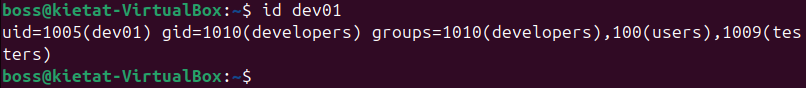 boss@kietat-VirtualBox:~$ id dev01
uid=1005(dev01) gid=1010(developers) groups=1010(developers),100(users),1009(tes
ters)
boss@kietat-VirtualBox:~$